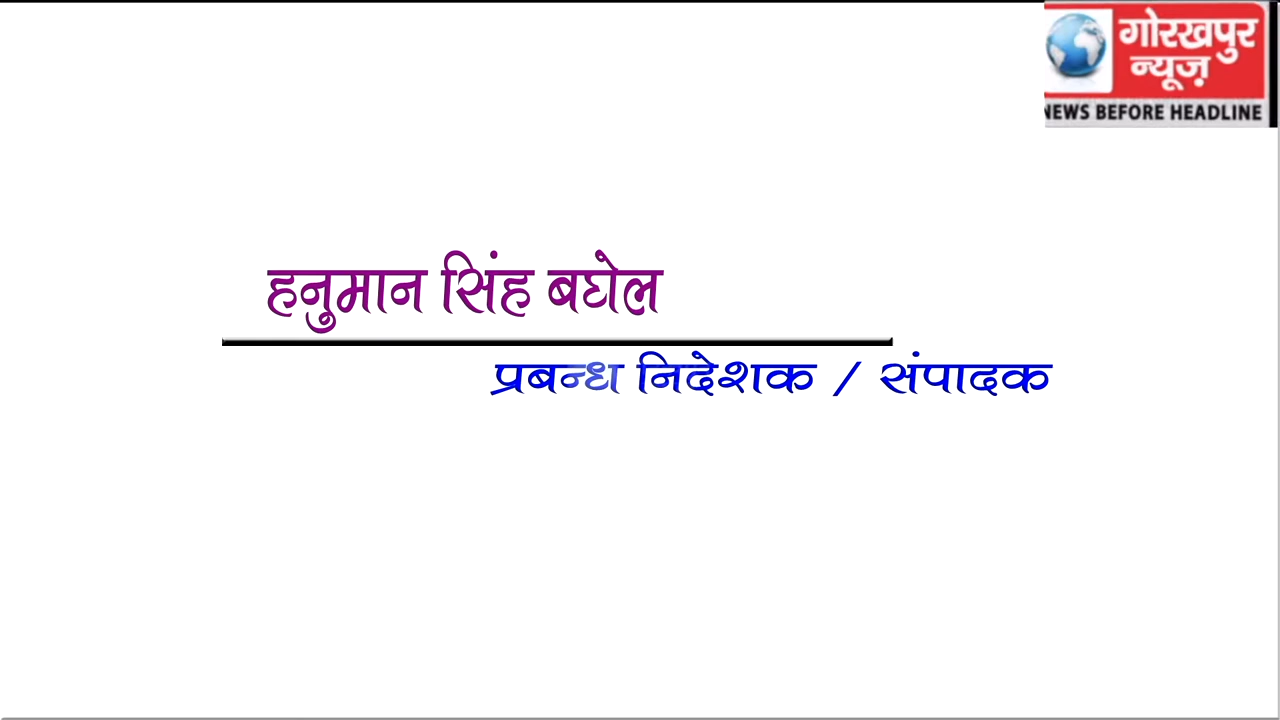 गोरखपुर
न्यूज़
NEWS BEFORE HEADLINE
हनुमान सिंह बघेल
प्रबन्ध निदेशक / संपादक